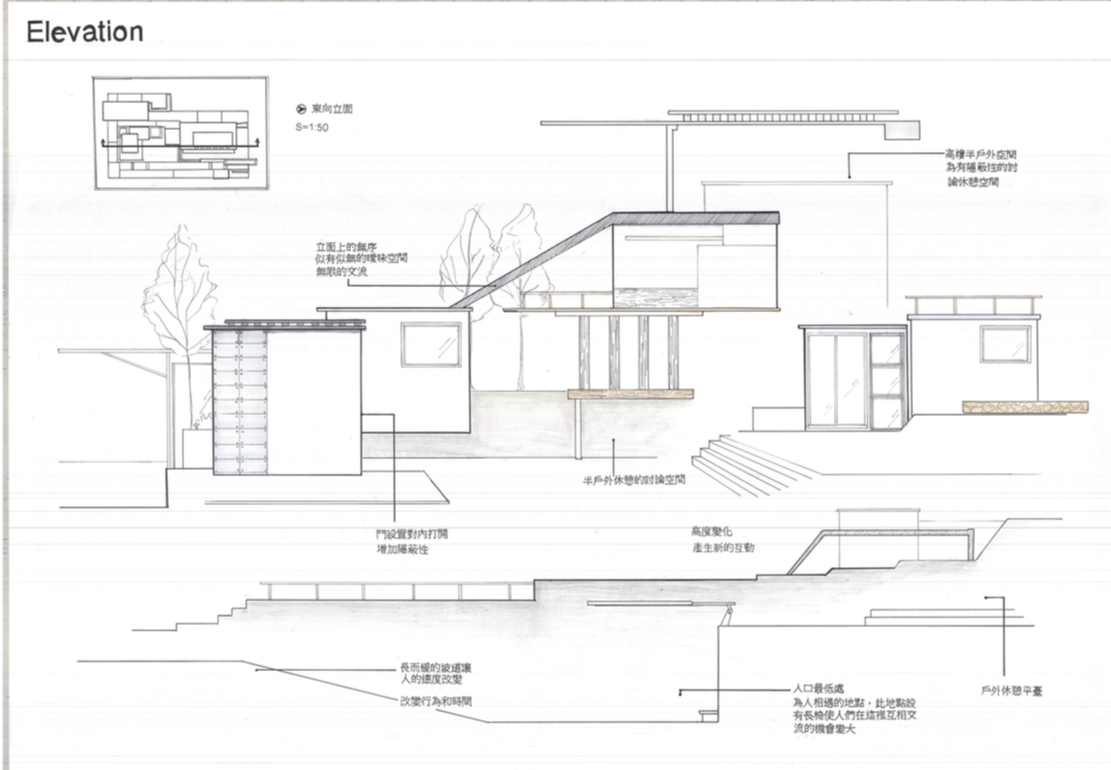 Elevation
東向立面
S=1:50
高樓半戶外空間
為有隱蔽性的討
論休憩空間
立面上的無序
似有似無的曖昧空間
無限的交流
半戶外休憩的討論空間
門設置對內打開
增加隱蔽性
高度變化
產生新的互動
長而緩的坡道讓
人的速度改變
改變行為和時間
人口最低處
為人相遇的地點，此地點設
有長椅使人們在這裡互相交
流的機會變大
戶外休憩平臺